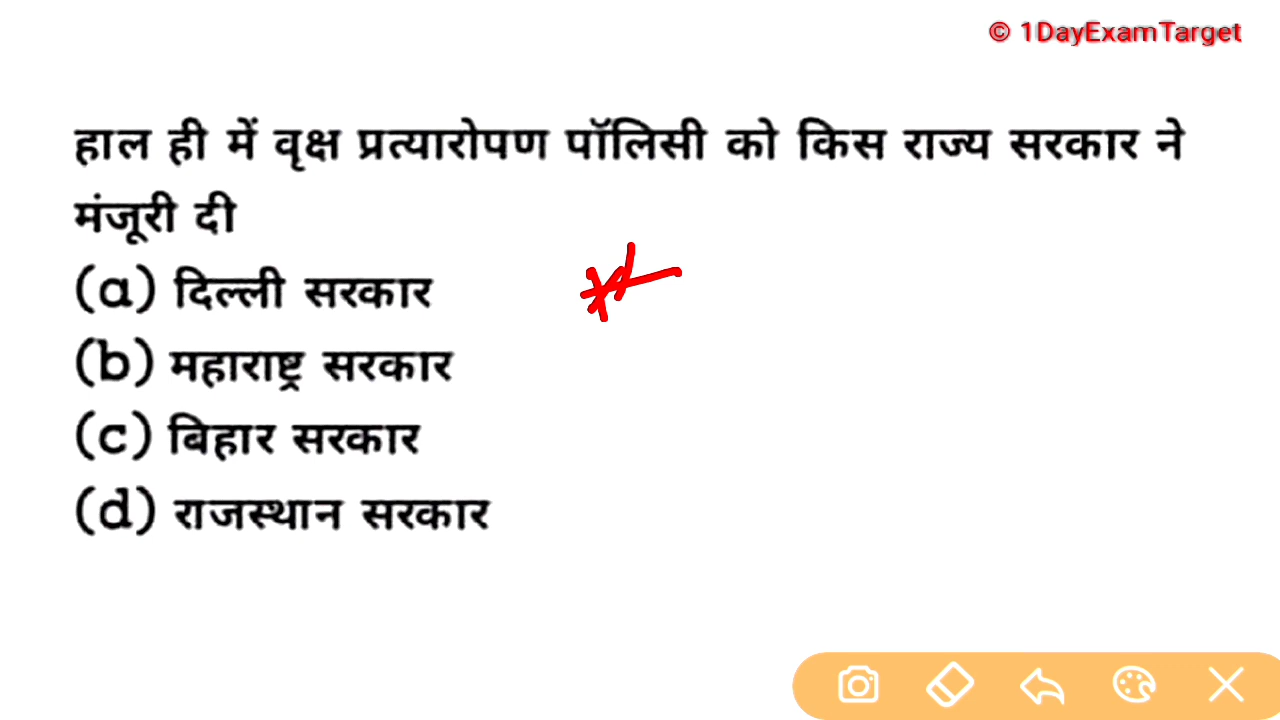 © 1DayExamTarget
हाल ही में वृक्ष प्रत्यारोपण पॉलिसी को किस राज्य सरकार ने
मंजूरी दी
(a) दिल्ली सरकार
(b) महाराष्ट्र सरकार
(c) बिहार सरकार
(d) राजस्थान सरकार